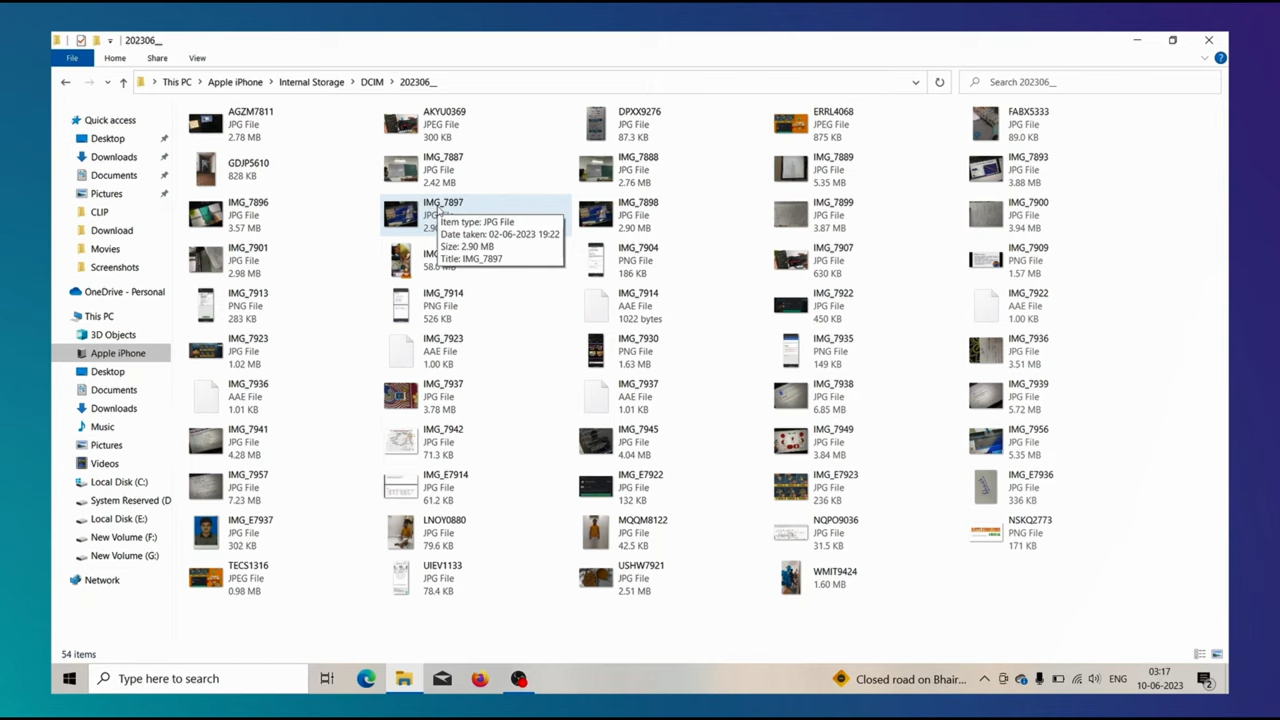 202306__
File Home Share View
This PC > Apple iPhone > Internal Storage > DCIM > 202306__
Search 202306__
Quick access
Desktop
Downloads
Documents
Pictures
CLIP
Download
Movies
Screenshots
OneDrive - Personal
This PC
3D Objects
Apple iPhone
Desktop
Documents
Downloads
Music
Pictures
Videos
Local Disk (C:)
System Reserved (D
Local Disk (E:)
New Volume (F:)
New Volume (G:)
Network
AGZM7811
JPG File
2.78 MB
AKYU0369
JPEG File
300 KB
DPXX9276
JPG File
87.3 KB
ERRL4068
JPEG File
875 KB
FABX5333
JPG File
89.0 KB
GDJP5610
828 KB
IMG_7887
JPG File
2.42 MB
IMG_7888
JPG File
2.76 MB
IMG_7889
JPG File
5.35 MB
IMG_7893
JPG File
3.88 MB
IMG_7896
JPG File
3.57 MB
IMG_7897
Item type: JPG File
Date taken: 02-06-2023 19:22
Size: 2.90 MB
Title: IMG_7897
IMG_7898
JPG File
2.90 MB
IMG_7899
JPG File
3.87 MB
IMG_7900
JPG File
3.94 MB
IMG_7901
JPG File
2.98 MB
IMG_7904
PNG File
186 KB
IMG_7907
JPG File
630 KB
IMG_7909
PNG File
1.57 MB
IMG_7913
PNG File
283 KB
IMG_7914
PNG File
526 KB
IMG_7914
AAE File
1022 bytes
IMG_7922
JPG File
450 KB
IMG_7922
AAE File
1.00 KB
IMG_7923
JPG File
1.02 MB
IMG_7923
AAE File
1.00 KB
IMG_7930
PNG File
1.63 MB
IMG_7935
PNG File
149 KB
IMG_7936
JPG File
3.51 MB
IMG_7936
AAE File
1.01 KB
IMG_7937
JPG File
3.78 MB
IMG_7937
AAE File
1.01 KB
IMG_7938
JPG File
6.85 MB
IMG_7939
JPG File
5.72 MB
IMG_7941
JPG File
4.28 MB
IMG_7942
JPG File
71.3 KB
IMG_7945
JPG File
4.04 MB
IMG_7949
JPG File
3.84 MB
IMG_7956
JPG File
5.35 MB
IMG_7957
JPG File
7.23 MB
IMG_E7914
JPG File
61.2 KB
IMG_E7922
JPG File
132 KB
IMG_E7923
JPG File
236 KB
IMG_E7936
JPG File
336 KB
IMG_E7937
JPG File
302 KB
LNOY0880
JPG File
79.6 KB
MQQM8122
JPG File
42.5 KB
NQPO9036
JPG File
31.5 KB
NSKQ2773
PNG File
171 KB
TECS1316
JPEG File
0.98 MB
UIEV1133
JPG File
78.4 KB
USHW7921
JPG File
2.51 MB
WMIT9424
1.60 MB
54 items
Type here to search
Closed road on Bhair...
ENG
03:17
10-06-2023
2